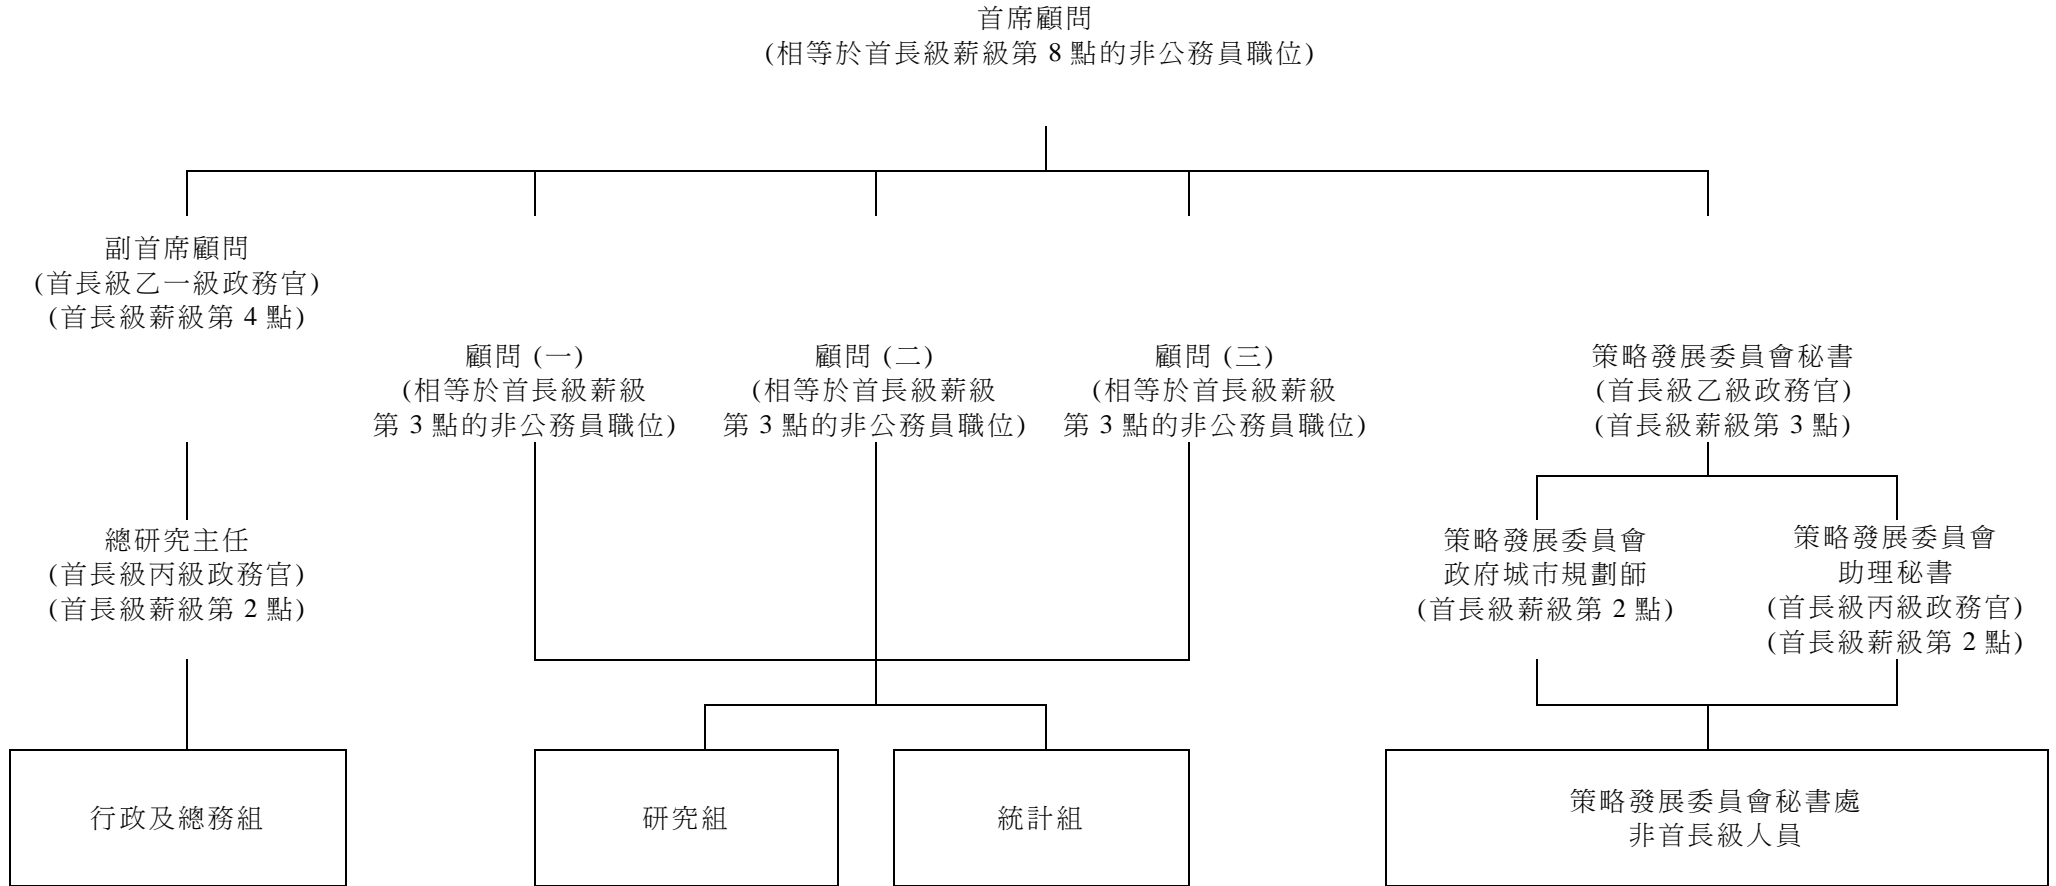 首席顧問
(相等於首長級薪級第 8 點的非公務員職位)
副首席顧問
(首長級乙一級政務官)
(首長級薪級第 4 點)
顧問 (一)
(相等於首長級薪級
第 3 點的非公務員職位)
顧問 (二)
(相等於首長級薪級
第 3 點的非公務員職位)
顧問 (三)
(相等於首長級薪級
第 3 點的非公務員職位)
策略發展委員會秘書
(首長級乙級政務官)
(首長級薪級第 3 點)
總研究主任
(首長級丙級政務官)
(首長級薪級第 2 點)
策略發展委員會
政府城市規劃師
(首長級薪級第 2 點)
策略發展委員會
助理秘書
(首長級丙級政務官)
(首長級薪級第 2 點)
行政及總務組
研究組
統計組
策略發展委員會秘書處
非首長級人員